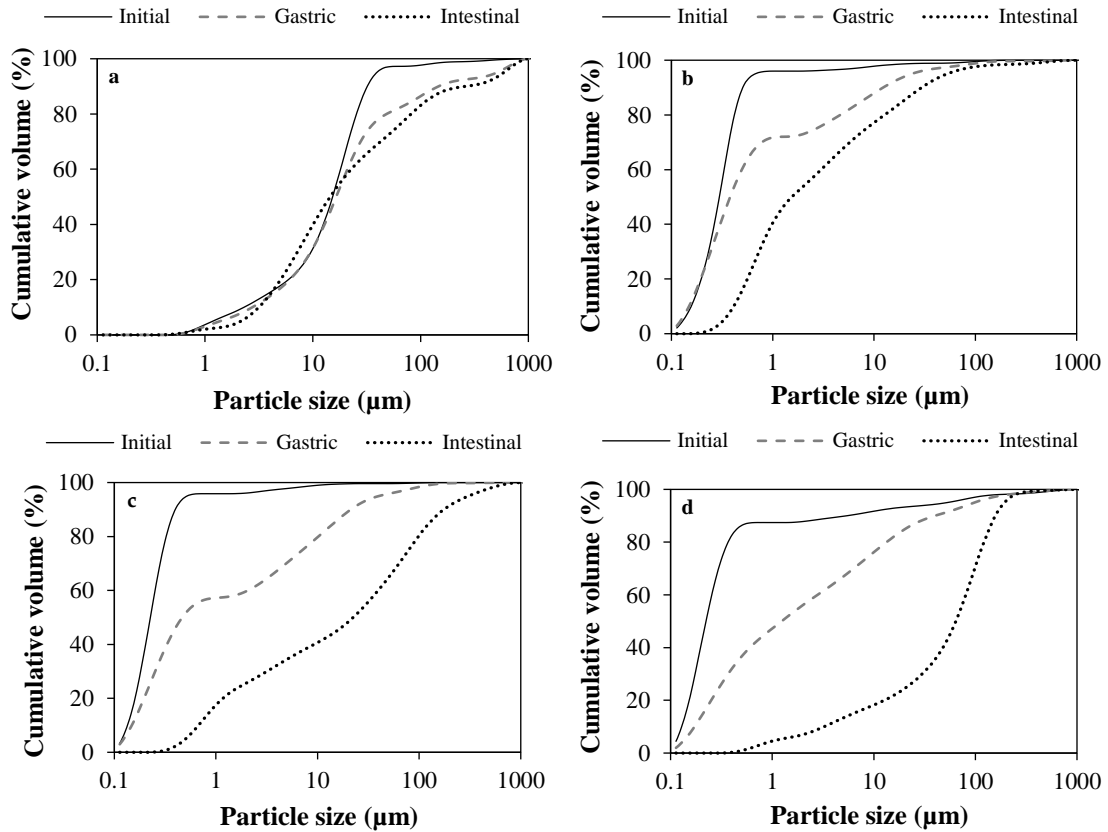 Initial Gastric Intestinal
Initial Gastric Intestinal
a
Cumulative volume (%)
100
80
60
40
20
0
0.1 1 10 100 1000
Particle size (µm)
b
Cumulative volume (%)
100
80
60
40
20
0
0.1 1 10 100 1000
Particle size (µm)
Initial Gastric Intestinal
Initial Gastric Intestinal
c
Cumulative volume (%)
100
80
60
40
20
0
0.1 1 10 100 1000
Particle size (µm)
d
Cumulative volume (%)
100
80
60
40
20
0
0.1 1 10 100 1000
Particle size (µm)